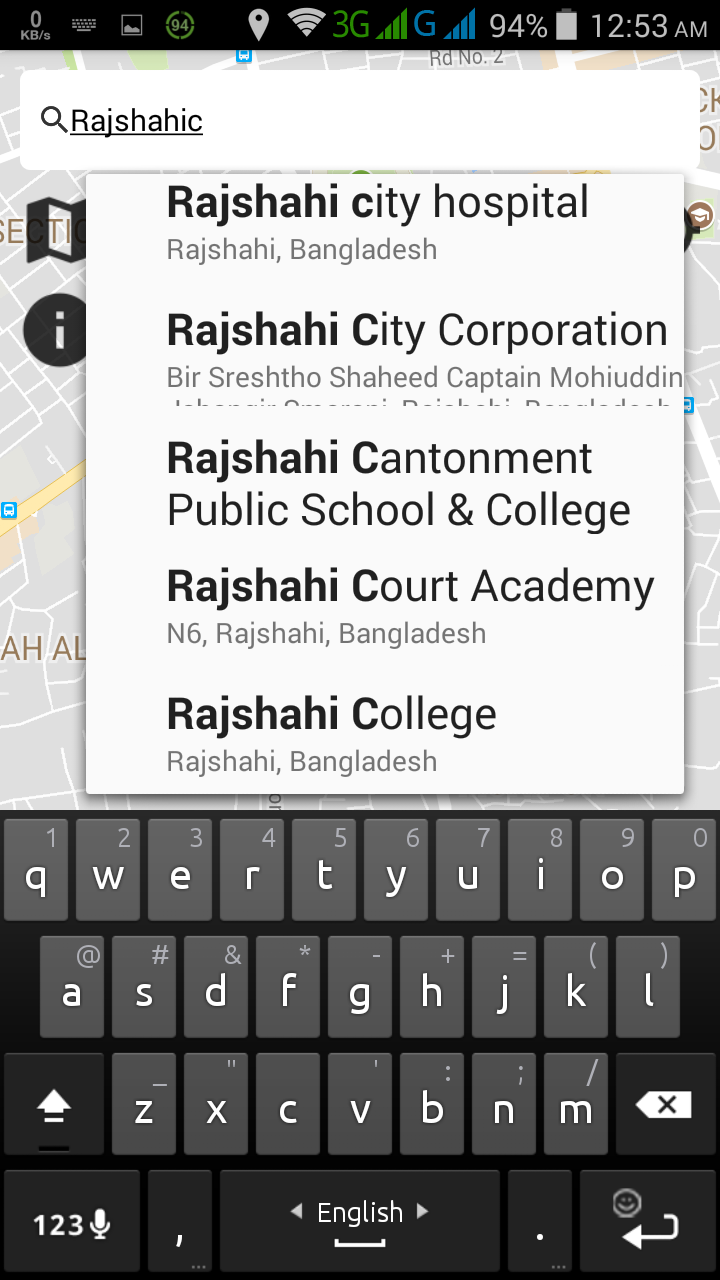 0
KB/s
94
3G
G
94%
12:53 AM
Rd No. 2
Rajshahic
SECTIO
Rajshahi city hospital
Rajshahi, Bangladesh
Rajshahi City Corporation
Bir Sreshtho Shaheed Captain Mohiuddin
Rajshahi Cantonment
Public School & College
Rajshahi Court Academy
N6, Rajshahi, Bangladesh
AH AL
Rajshahi College
Rajshahi, Bangladesh
1 2 3 4 5 6 7 8 9 0
q w e r t y u i o p
@ # & * - + = ( )
a s d f g h j k l
_ " ' : ; /
z x c v b n m
123 , English .